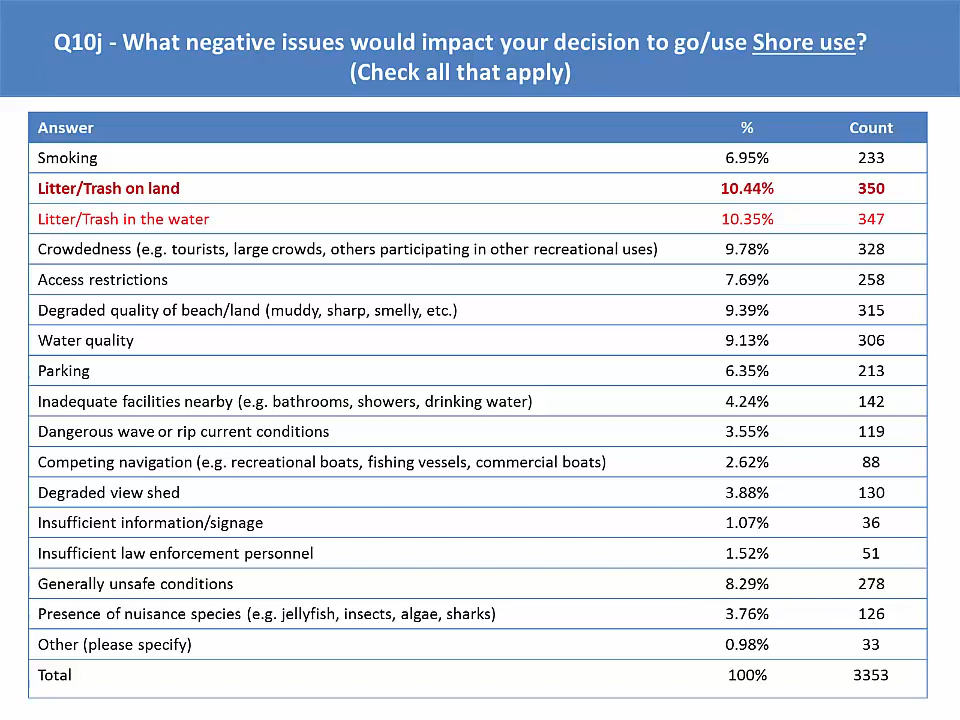 Q10j - What negative issues would impact your decision to go/use Shore use?
(Check all that apply)
Answer % Count
Smoking 6.95% 233
Litter/Trash on land 10.44% 350
Litter/Trash in the water 10.35% 347
Crowdedness (e.g. tourists, large crowds, others participating in other recreational uses) 9.78% 328
Access restrictions 7.69% 258
Degraded quality of beach/land (muddy, sharp, smelly, etc.) 9.39% 315
Water quality 9.13% 306
Parking 6.35% 213
Inadequate facilities nearby (e.g. bathrooms, showers, drinking water) 4.24% 142
Dangerous wave or rip current conditions 3.55% 119
Competing navigation (e.g. recreational boats, fishing vessels, commercial boats) 2.62% 88
Degraded view shed 3.88% 130
Insufficient information/signage 1.07% 36
Insufficient law enforcement personnel 1.52% 51
Generally unsafe conditions 8.29% 278
Presence of nuisance species (e.g. jellyfish, insects, algae, sharks) 3.76% 126
Other (please specify) 0.98% 33
Total 100% 3353